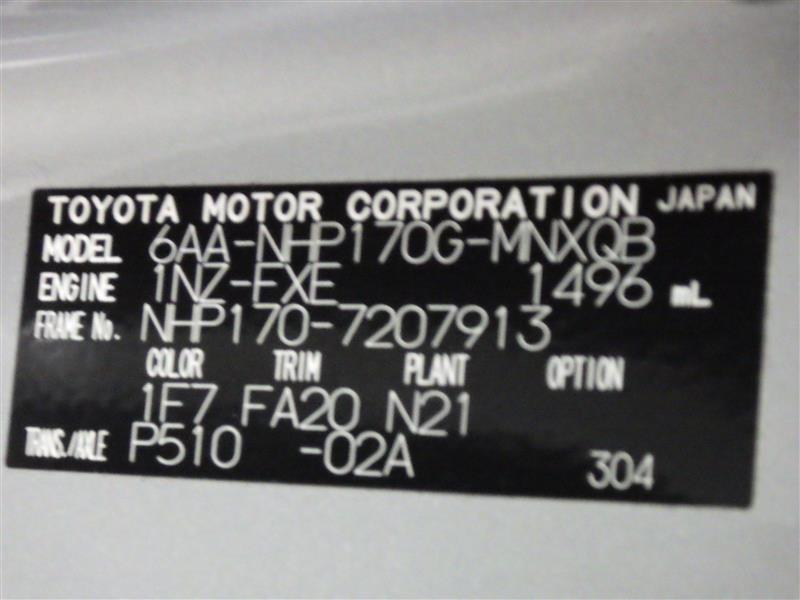 TOYOTA MOTOR CORPORATION JAPAN
MODEL 6AA-NHP170G-MNXQB
ENGINE 1NZ-FXE 1496 mL
FRAME No. NHP170-7207913
COLOR TRIM PLANT OPTION
1F7 FA20 N21
TRANS./AXLE P510 -02A 304